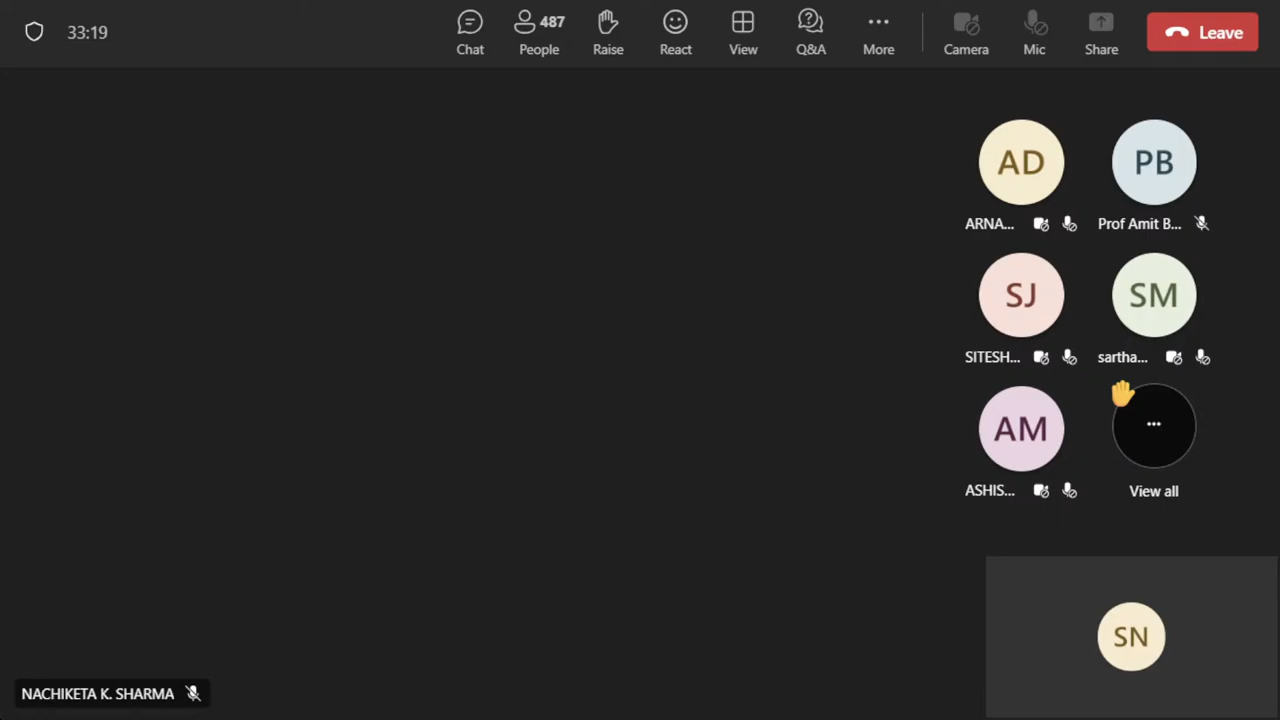 33:19
Chat
487
People
Raise
React
View
Q&A
More
Camera
Mic
Share
Leave
AD
PB
ARNA...
Prof Amit B...
SJ
SM
SITESH...
sartha...
AM
ASHIS...
View all
SN
NACHIKETA K. SHARMA